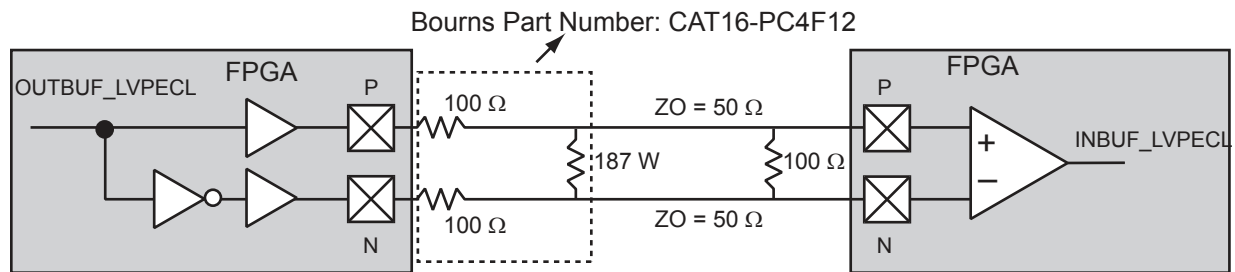 Bourns Part Number: CAT16-PC4F12
FPGA
FPGA
OUTBUF_LVPECL
P
100 Ω
ZO = 50 Ω
P
187 W
100 Ω
+
–
INBUF_LVPECL
100 Ω
ZO = 50 Ω
N
N